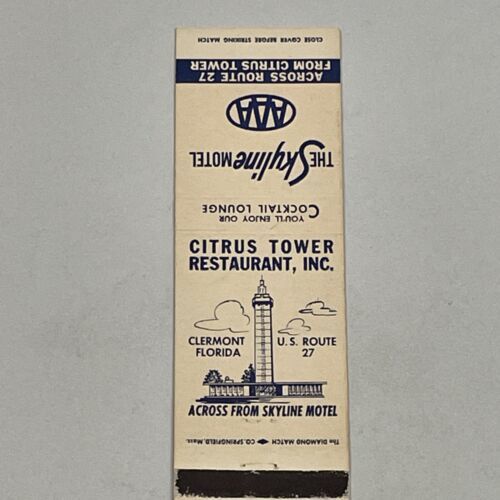 CLOSE COVER BEFORE STRIKING MATCH
ACROSS ROUTE 27
FROM CITRUS TOWER
AAA
THE Skyline MOTEL
YOU'LL ENJOY OUR
COCKTAIL LOUNGE
CITRUS TOWER
RESTAURANT, INC.
CLERMONT
FLORIDA
U.S. ROUTE
27
ACROSS FROM SKYLINE MOTEL
The DIAMOND MATCH CO. SPRINGFIELD, Mass.